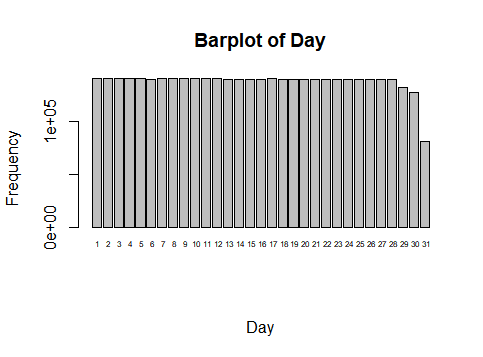 Barplot of Day
Frequency
1e+05
0e+00
1 2 3 4 5 6 7 8 9 10 11 12 13 14 15 16 17 18 19 20 21 22 23 24 25 26 27 28 29 30 31
Day